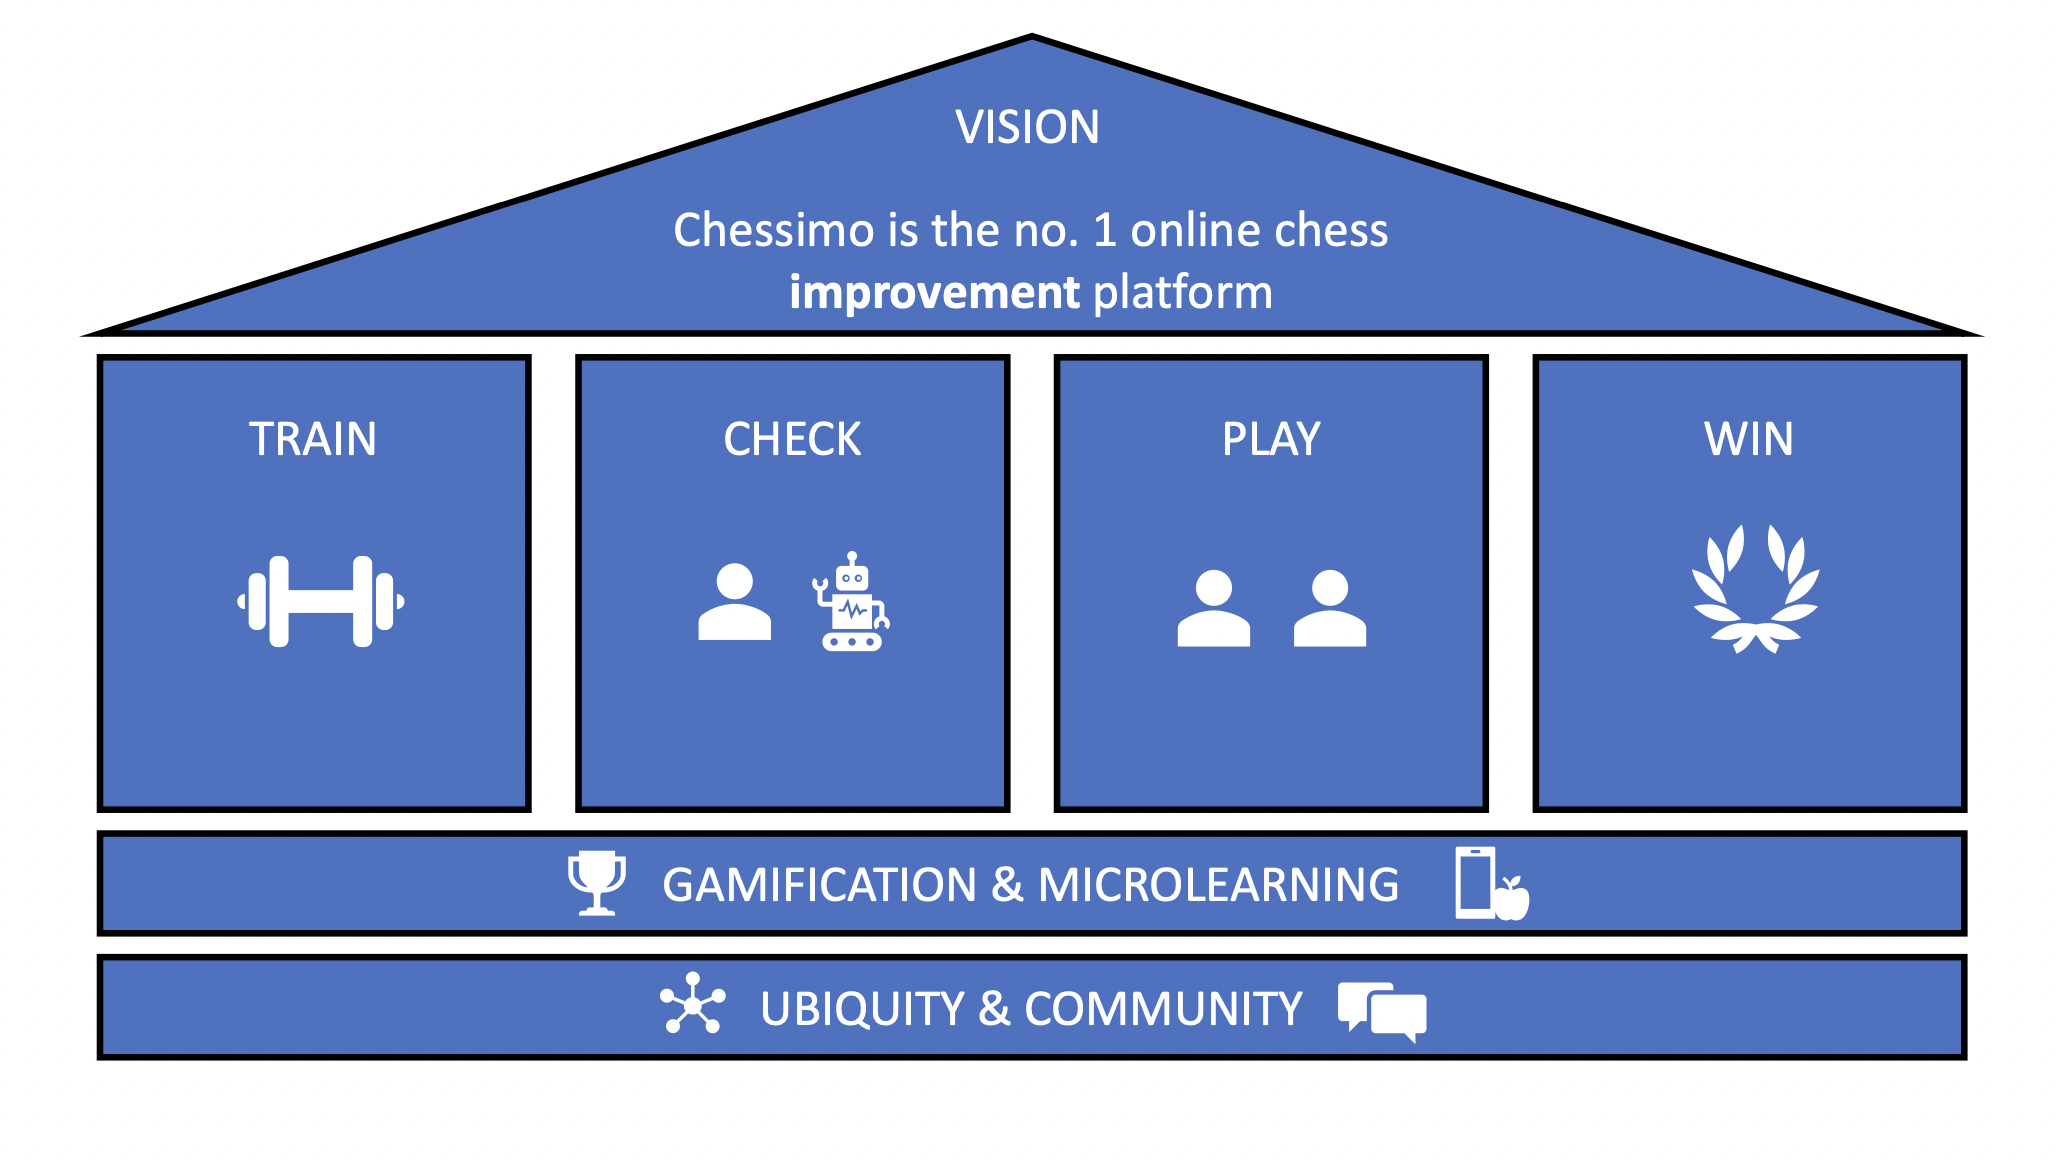 VISION
Chessimo is the no. 1 online chess
improvement platform
TRAIN
CHECK
PLAY
WIN
GAMIFICATION & MICROLEARNING
UBIQUITY & COMMUNITY